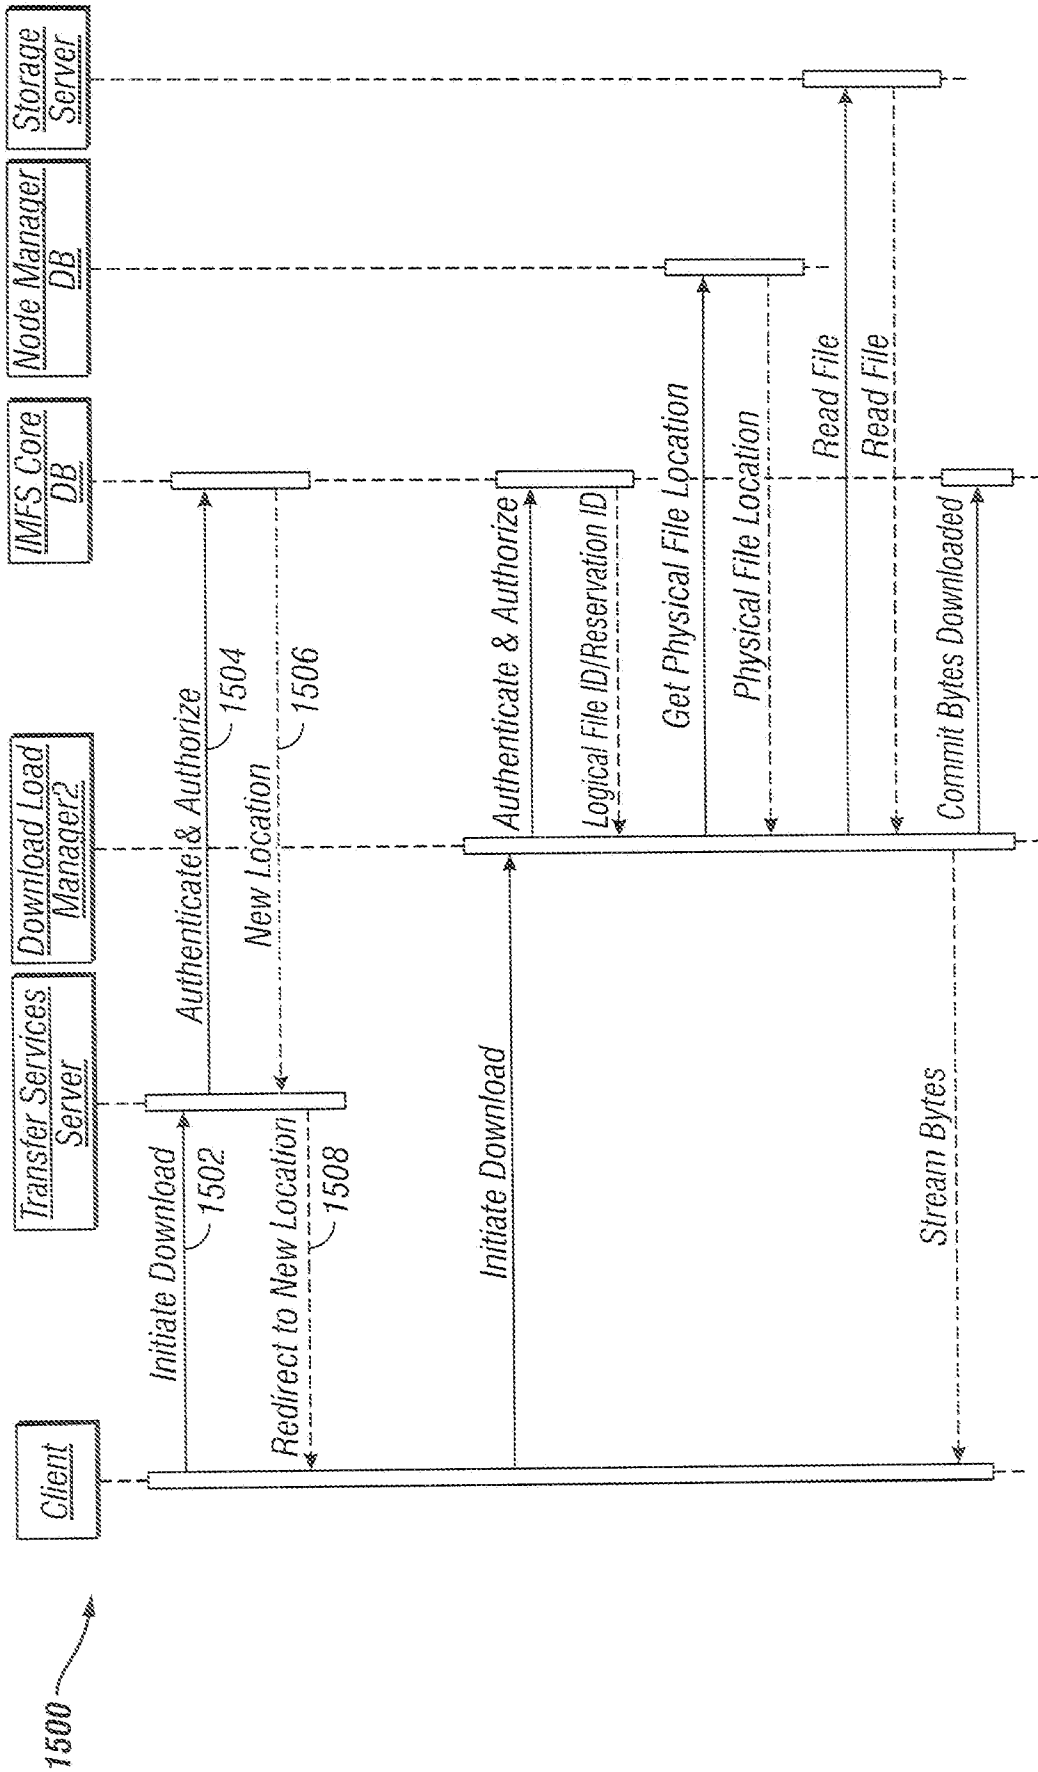 1500
Client
Transfer Services
Server
Download Load
Manager2
IMFS Core
DB
Node Manager
DB
Storage
Server
Initiate Download
1502
Authenticate & Authorize
1504
New Location
1506
Redirect to New Location
1508
Initiate Download
Authenticate & Authorize
Logical File ID/Reservation ID
Get Physical File Location
Physical File Location
Read File
Read File
Stream Bytes
Commit Bytes Downloaded